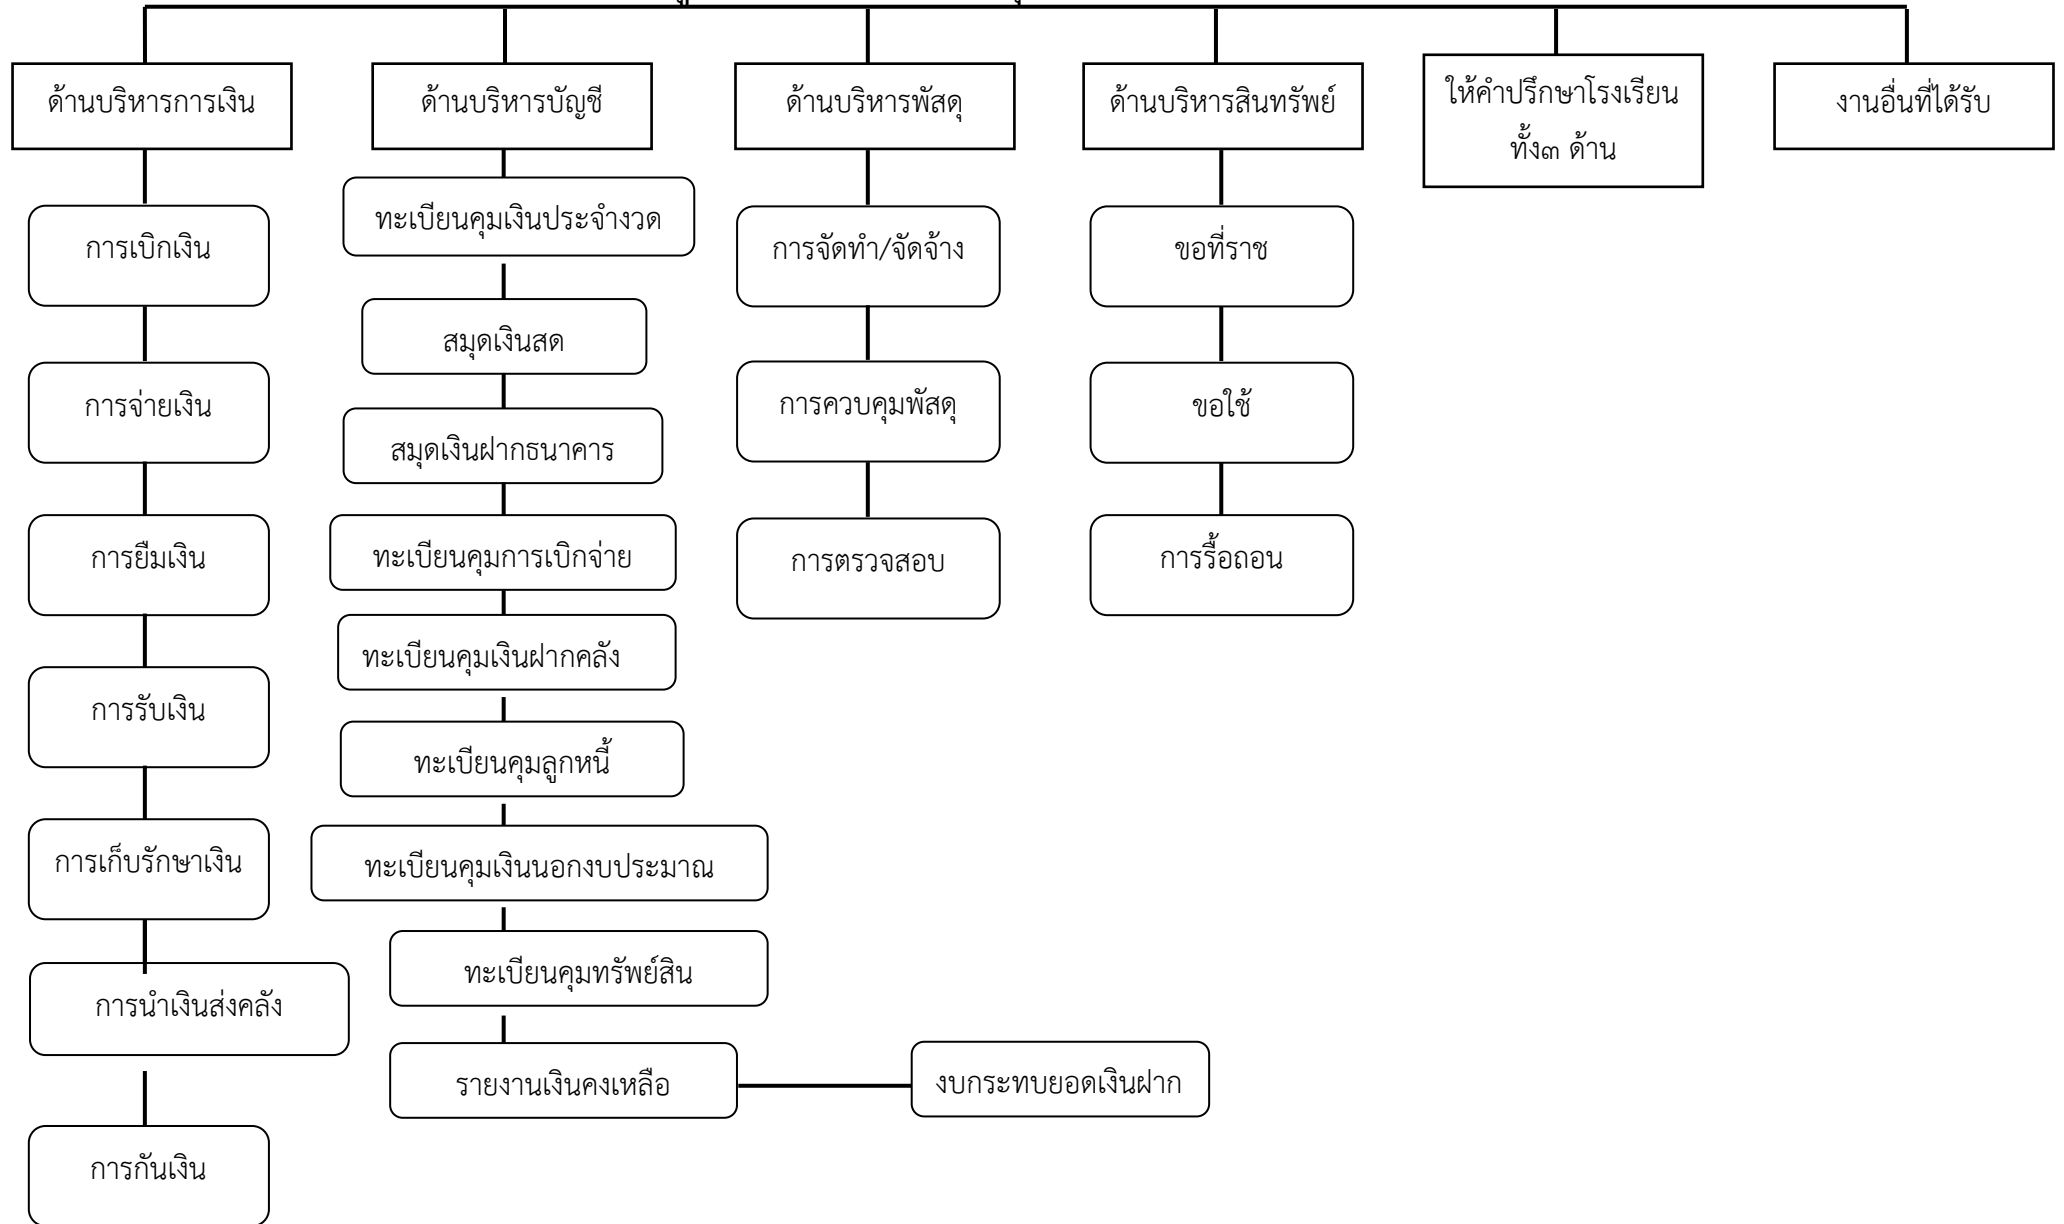 ด้านบริหารการเงิน
ด้านบริหารบัญชี
ด้านบริหารพัสดุ
ด้านบริหารสินทรัพย์
ให้คำปรึกษาโรงเรียน
ทั้ง๓ ด้าน
งานอื่นที่ได้รับ
การเบิกเงิน
การจ่ายเงิน
การยืมเงิน
การรับเงิน
การเก็บรักษาเงิน
การนำเงินส่งคลัง
การกันเงิน
ทะเบียนคุมเงินประจำงวด
สมุดเงินสด
สมุดเงินฝากธนาคาร
ทะเบียนคุมการเบิกจ่าย
ทะเบียนคุมเงินฝากคลัง
ทะเบียนคุมลูกหนี้
ทะเบียนคุมเงินนอกงบประมาณ
ทะเบียนคุมทรัพย์สิน
รายงานเงินคงเหลือ
งบกระทบยอดเงินฝาก
การจัดทำ/จัดจ้าง
การควบคุมพัสดุ
การตรวจสอบ
ขอที่ราช
ขอใช้
การรื้อถอน